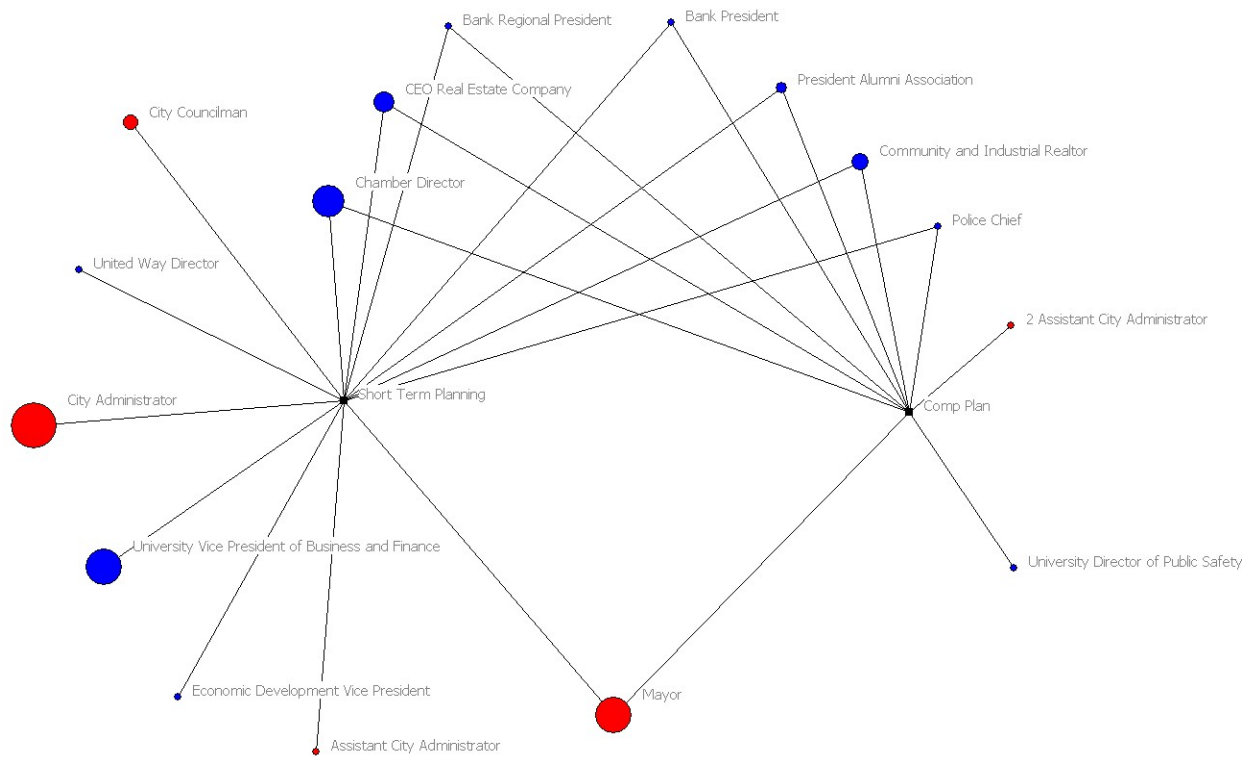 Bank Regional President
Bank President
President Alumni Association
CEO Real Estate Company
City Councilman
Community and Industrial Realtor
Chamber Director
Police Chief
United Way Director
2 Assistant City Administrator
Short Term Planning
City Administrator
Comp Plan
University Vice President of Business and Finance
University Director of Public Safety
Economic Development Vice President
Mayor
Assistant City Administrator